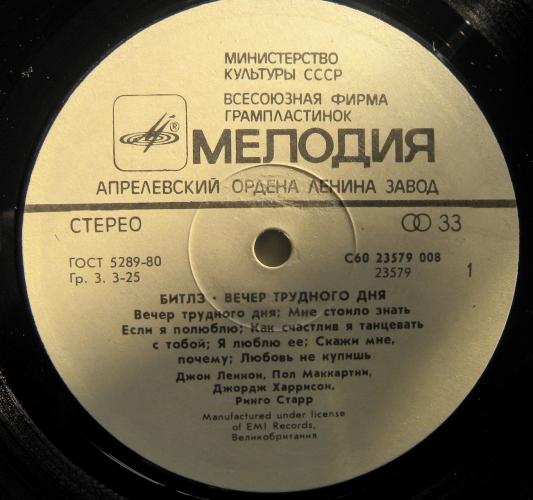 МИНИСТЕРСТВО
КУЛЬТУРЫ СССР
ВСЕСОЮЗНАЯ ФИРМА
ГРАМПЛАСТИНОК
®
МЕЛОДИЯ
АПРЕЛЕВСКИЙ ОРДЕНА ЛЕНИНА ЗАВОД
СТЕРЕО 33
ГОСТ 5289-80 С60 23579 008
Гр. 3. 3-25 23579 1
БИТЛЗ · ВЕЧЕР ТРУДНОГО ДНЯ
Вечер трудного дня; Мне стоило знать
Если я полюблю; Как счастлив я танцевать
с тобой; Я люблю ее; Скажи мне,
почему; Любовь не купишь
Джон Леннон, Пол Маккартни,
Джордж Харрисон,
Ринго Старр
Manufactured under license
of EMI Records,
Великобритания